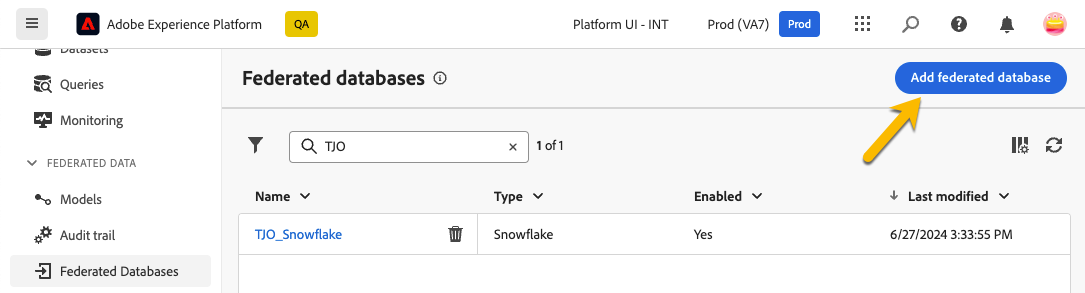 Adobe Experience Platform QA Platform UI - INT Prod (VA7) Prod
Datasets
Federated databases Add federated database
Queries
Monitoring
TJO 1 of 1
FEDERATED DATA
Name Type Enabled Last modified
Models
TJO_Snowflake Snowflake Yes 6/27/2024 3:33:55 PM
Audit trail
Federated Databases